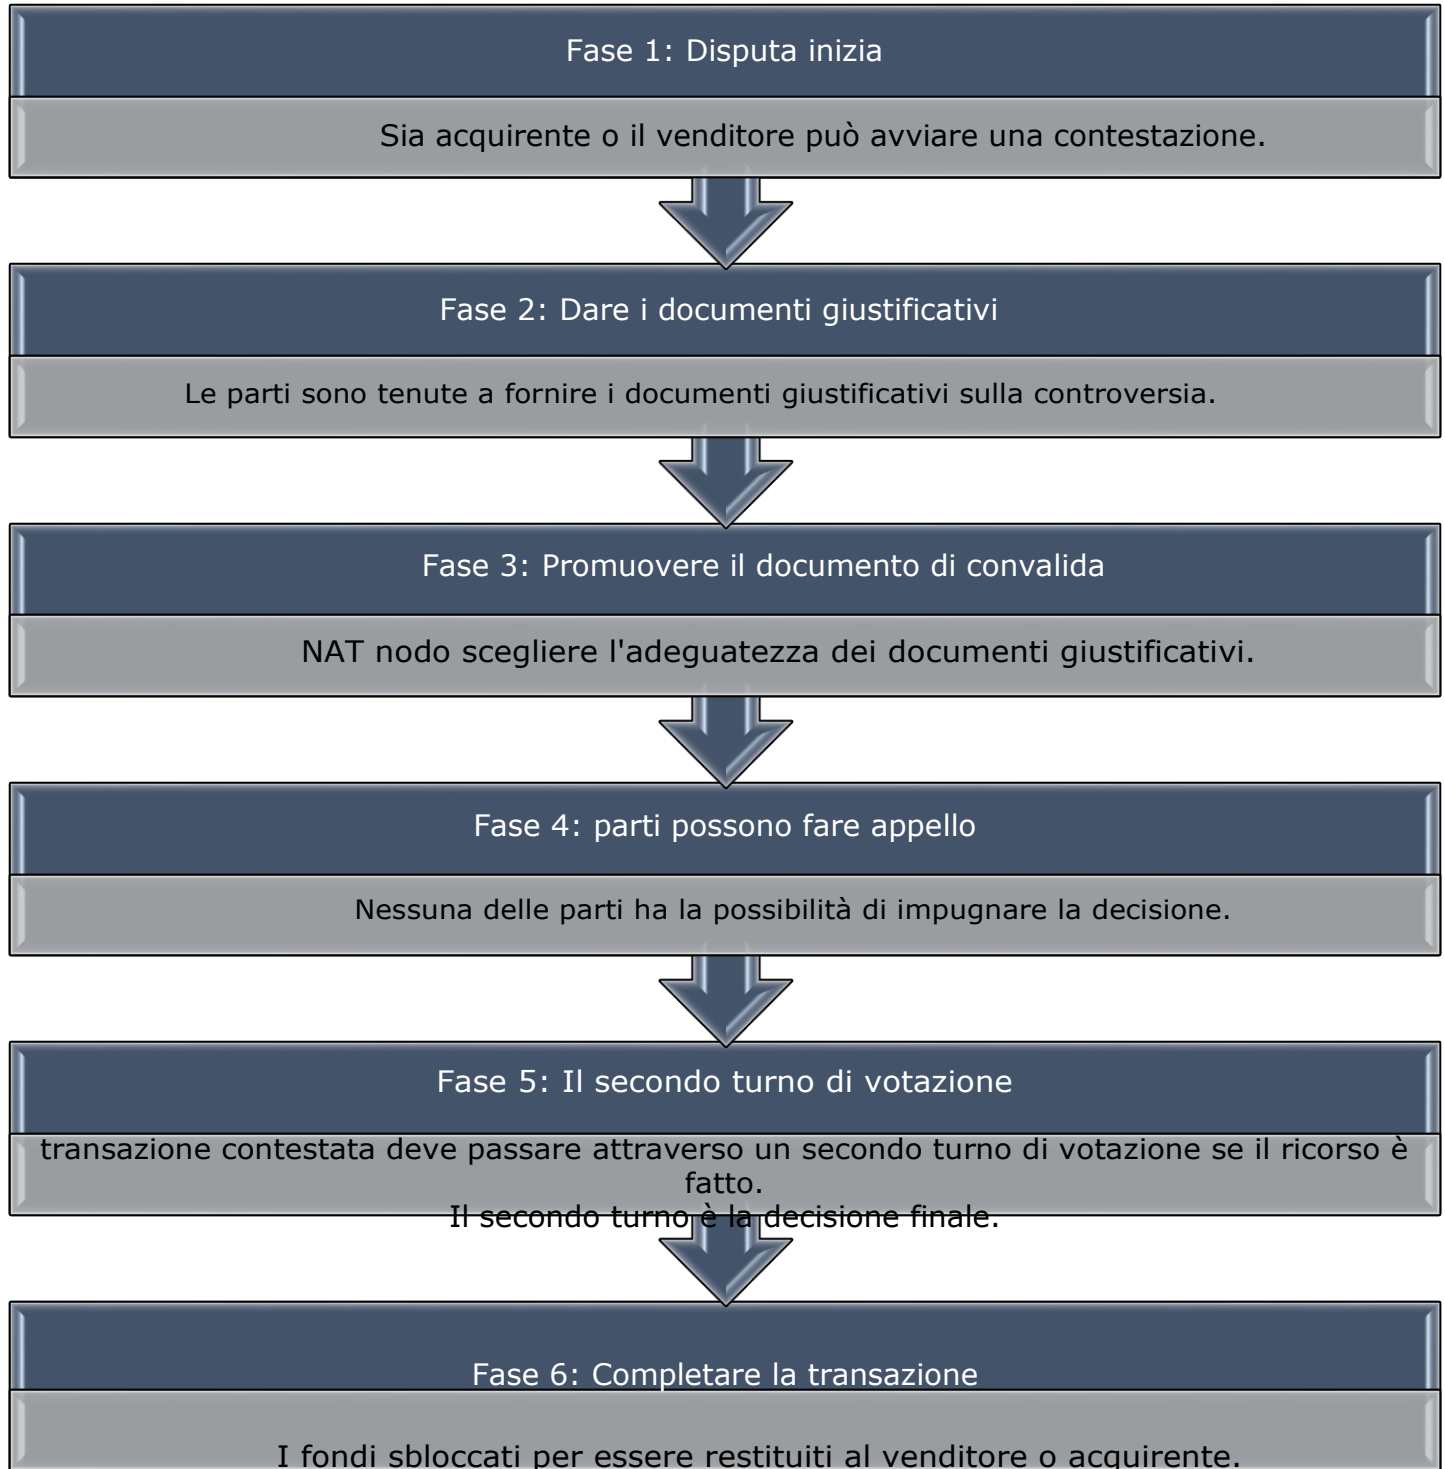 Fase 1: Disputa inizia
Sia acquirente o il venditore può avviare una contestazione.
Fase 2: Dare i documenti giustificativi
Le parti sono tenute a fornire i documenti giustificativi sulla controversia.
Fase 3: Promuovere il documento di convalida
NAT nodo scegliere l'adeguatezza dei documenti giustificativi.
Fase 4: parti possono fare appello
Nessuna delle parti ha la possibilità di impugnare la decisione.
Fase 5: Il secondo turno di votazione
transazione contestata deve passare attraverso un secondo turno di votazione se il ricorso è
fatto.
Il secondo turno è la decisione finale.
Fase 6: Completare la transazione
I fondi sbloccati per essere restituiti al venditore o acquirente.